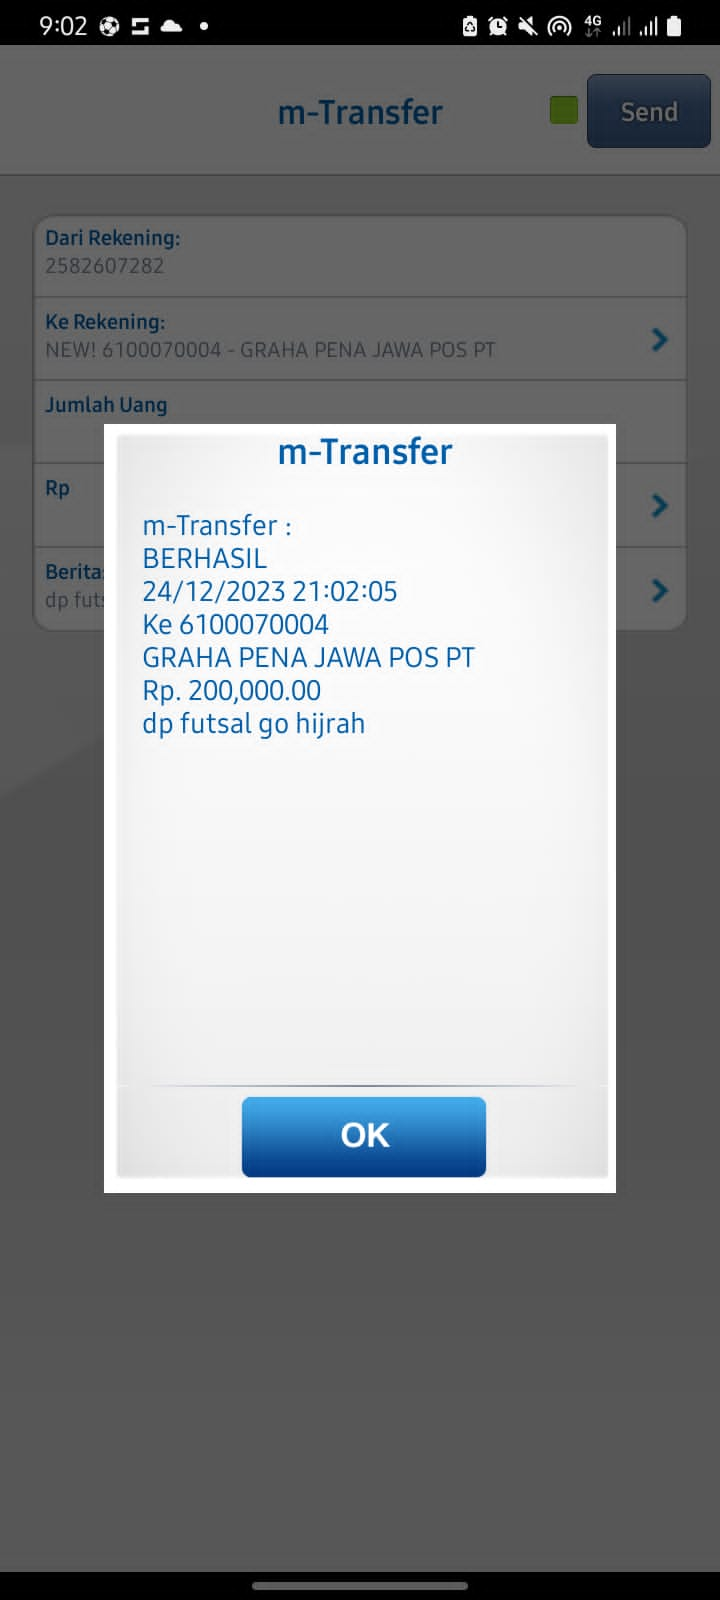 9:02
4G
m-Transfer
Send
Dari Rekening:
2582607282
Ke Rekening:
NEW! 6100070004 - GRAHA PENA JAWA POS PT
Jumlah Uang
Rp
Berita:
dp futs
m-Transfer
m-Transfer :
BERHASIL
24/12/2023 21:02:05
Ke 6100070004
GRAHA PENA JAWA POS PT
Rp. 200,000.00
dp futsal go hijrah
OK